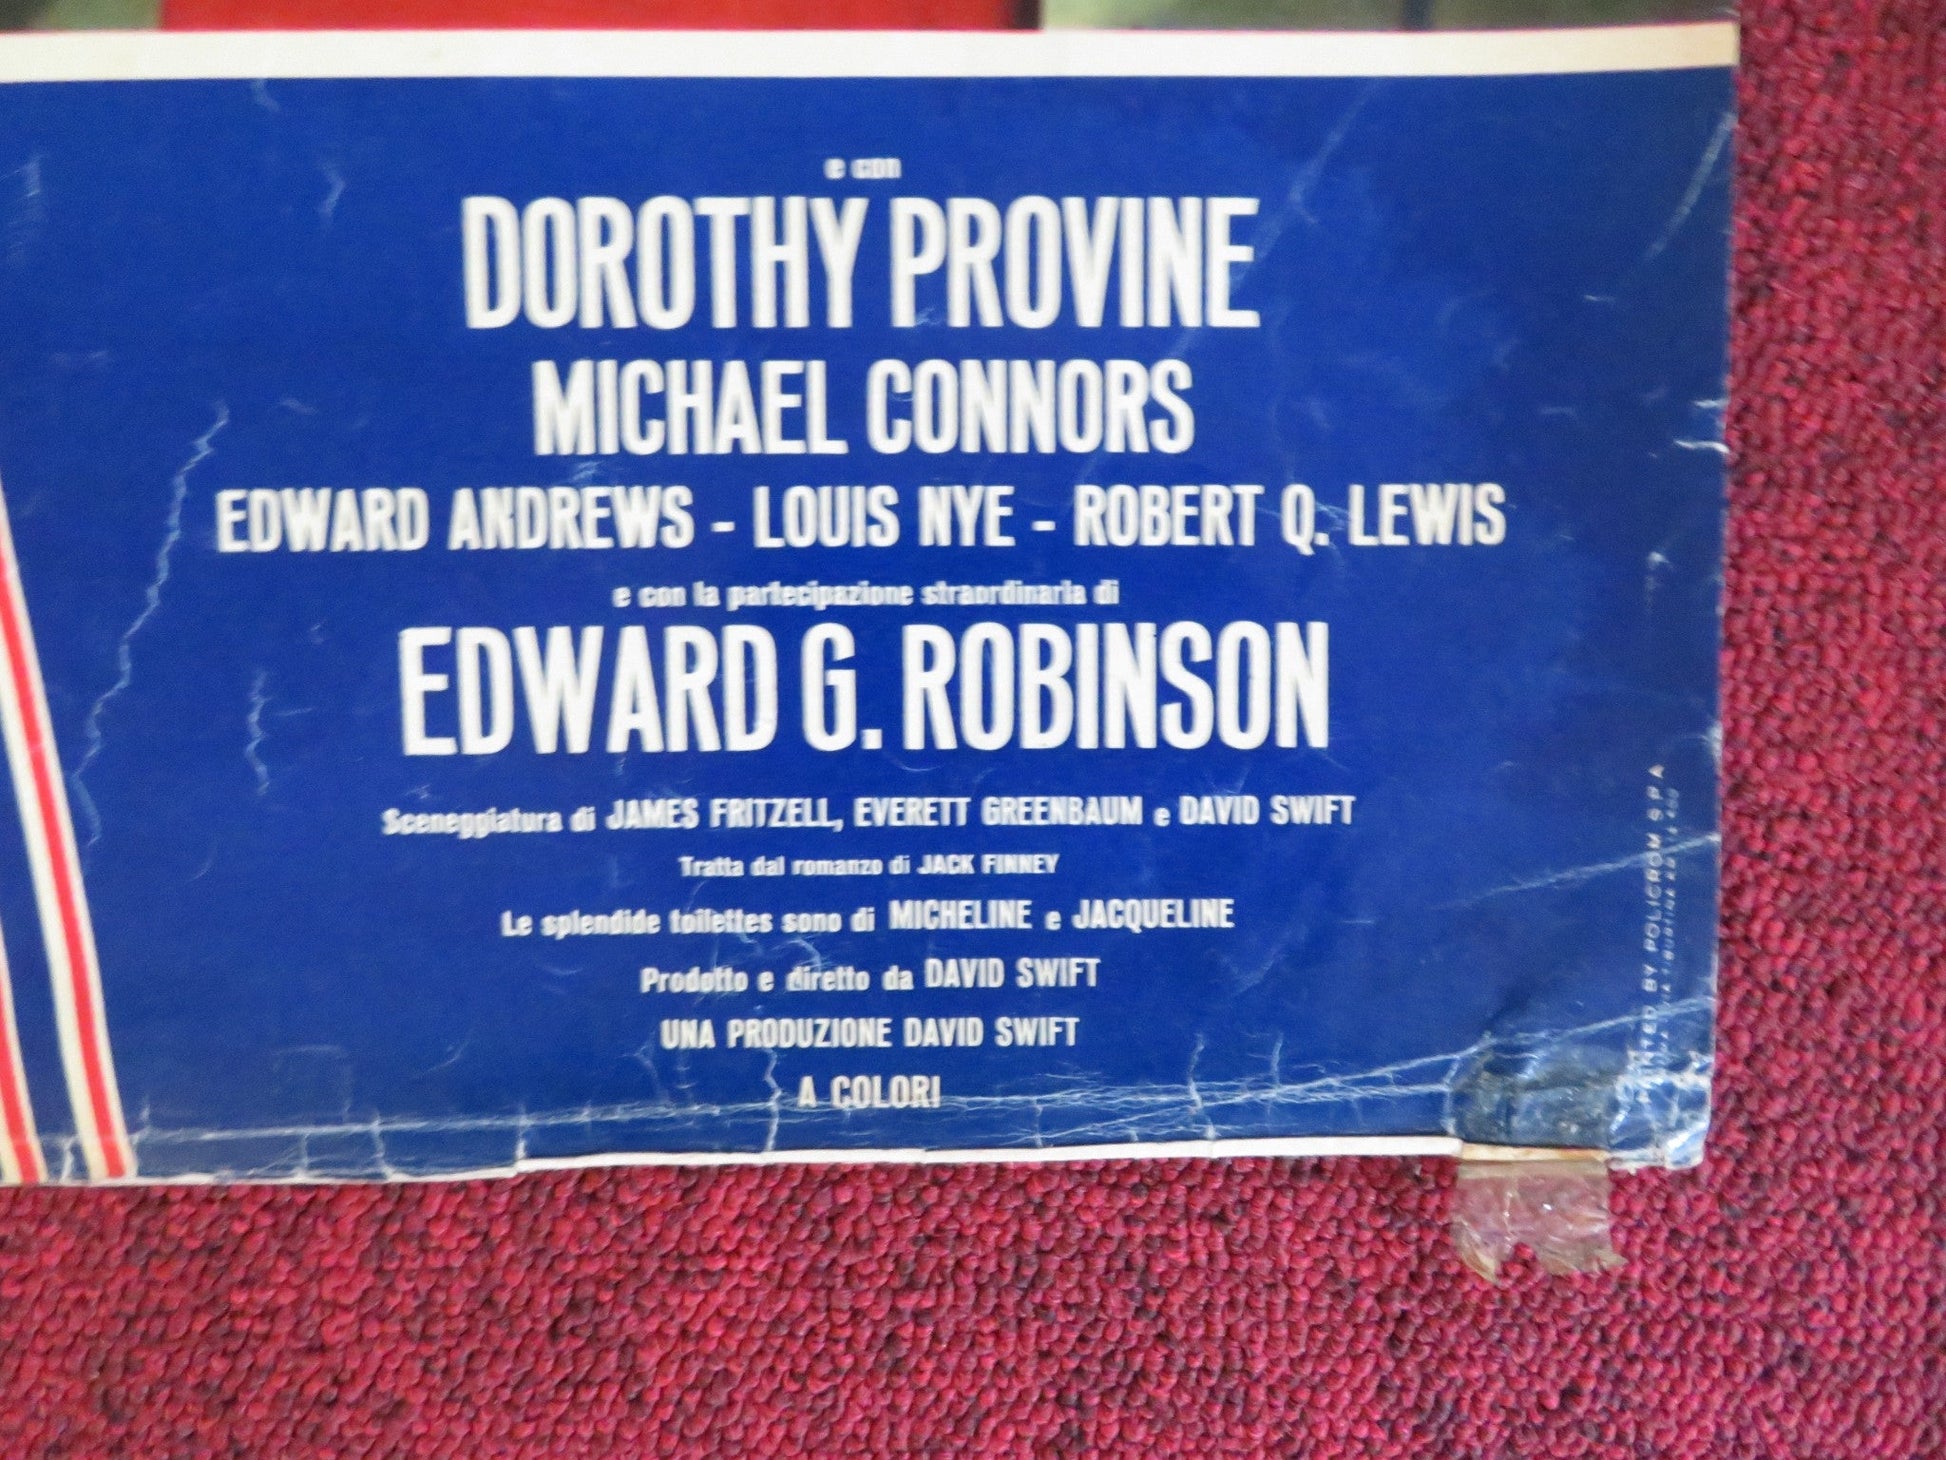 e con
DOROTHY PROVINE
MICHAEL CONNORS
EDWARD ANDREWS - LOUIS NYE - ROBERT Q. LEWIS
e con la partecipazione straordinaria di
EDWARD G. ROBINSON
Sceneggiatura di JAMES FRITZELL, EVERETT GREENBAUM e DAVID SWIFT
Tratta dal romanzo di JACK FINNEY
Le splendide toilettes sono di MICHELINE e JACQUELINE
Prodotto e diretto da DAVID SWIFT
UNA PRODUZIONE DAVID SWIFT
A COLORI
PRINTED BY POLICROM S.P.A.